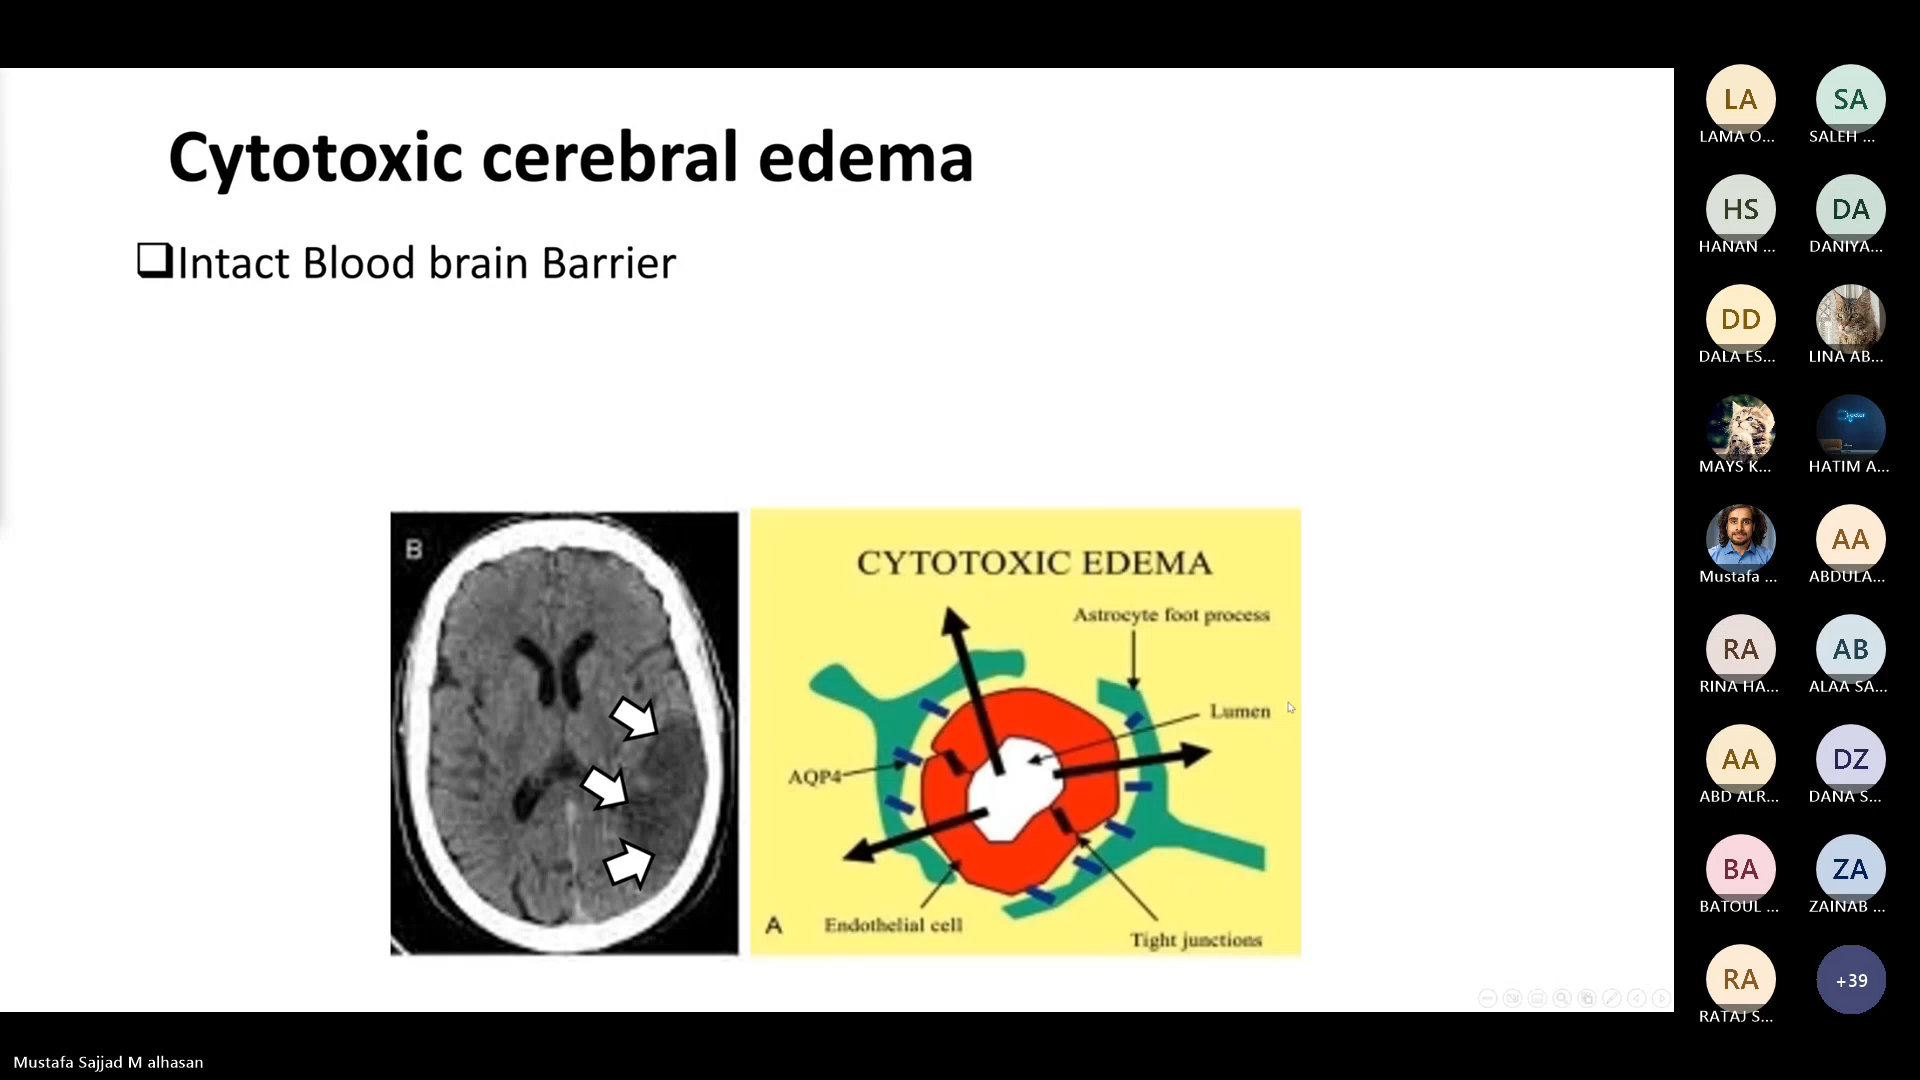 Cytotoxic cerebral edema
Intact Blood brain Barrier
B
CYTOTOXIC EDEMA
Astrocyte foot process
Lumen
AQP4
Endothelial cell
Tight junctions
A
LA
LAMA O...
SA
SALEH ...
HS
HANAN ...
DA
DANIYA...
DD
DALA ES...
LINA AB...
MAYS K...
HATIM A...
Mustafa ...
AA
ABDULA...
RA
RINA HA...
AB
ALAA SA...
AA
ABD ALR...
DZ
DANA S...
BA
BATOUL ...
ZA
ZAINAB ...
RA
RATAJ S...
+39
Mustafa Sajjad M alhasan